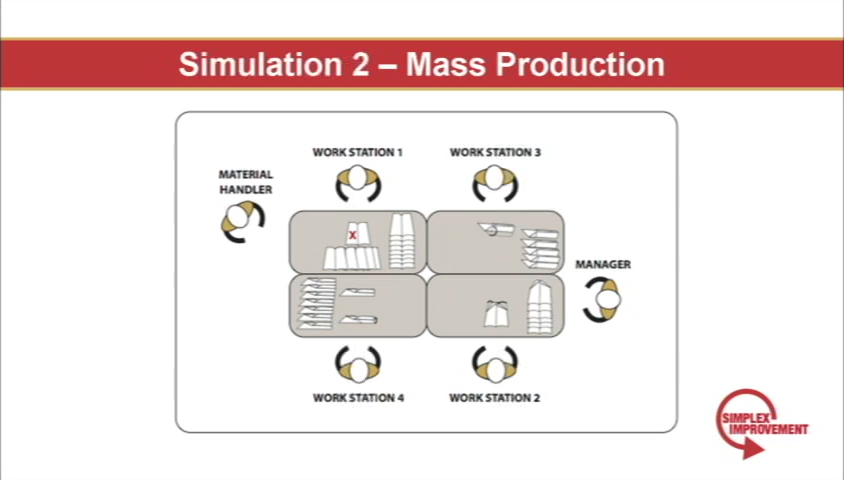 Simulation 2 – Mass Production
WORK STATION 1
WORK STATION 3
MATERIAL
HANDLER
X
MANAGER
WORK STATION 4
WORK STATION 2
SIMPLEX
IMPROVEMENT